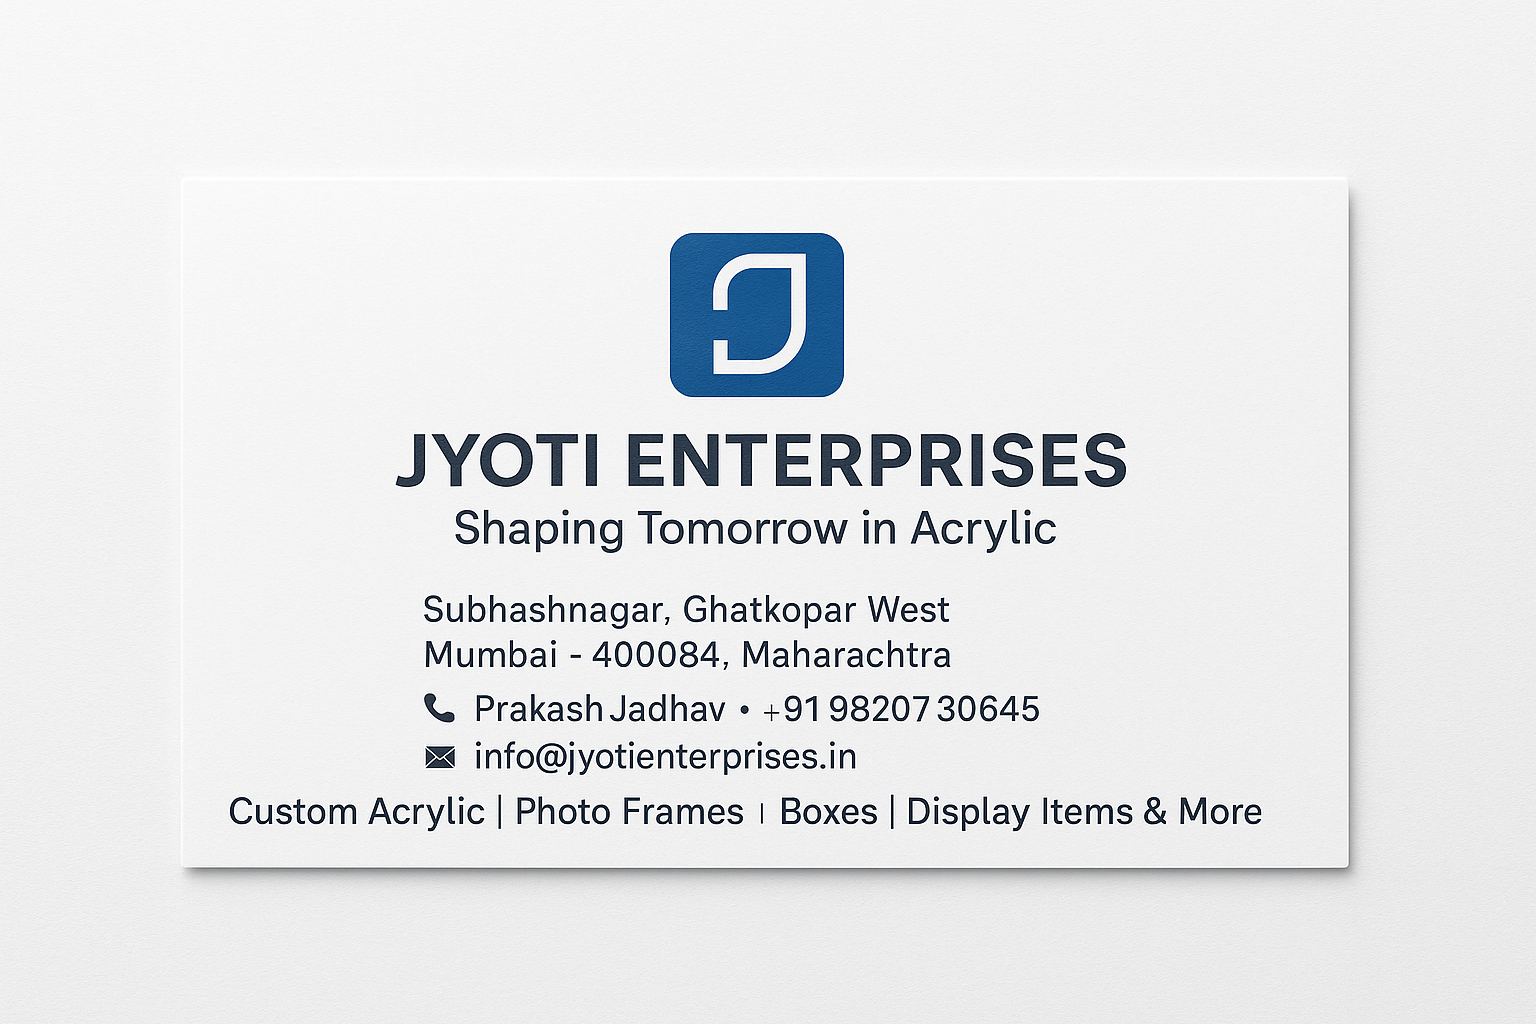 JYOTI ENTERPRISES
Shaping Tomorrow in Acrylic
Subhashnagar, Ghatkopar West
Mumbai - 400084, Maharachtra
Prakash Jadhav • +91 98207 30645
info@jyotienterprises.in
Custom Acrylic | Photo Frames | Boxes | Display Items & More